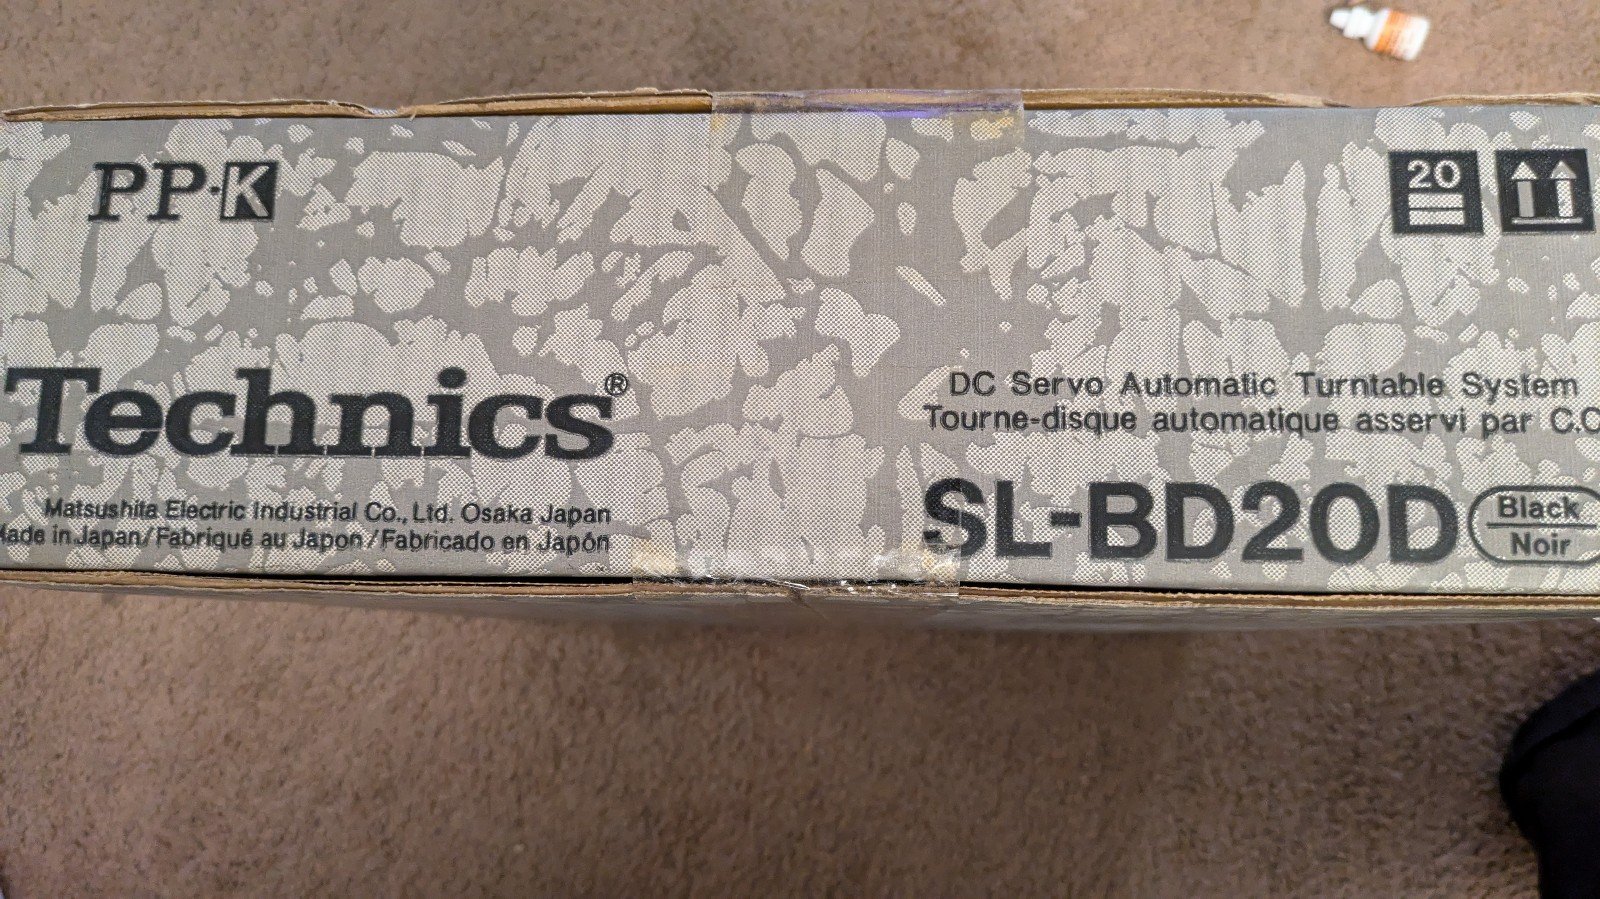 PP-K
20
Technics®
Matsushita Electric Industrial Co., Ltd. Osaka Japan
Made in Japan/Fabriqué au Japon/Fabricado en Japón
DC Servo Automatic Turntable System
Tourne-disque automatique asservi par C.C
SL-BD20D
Black
Noir